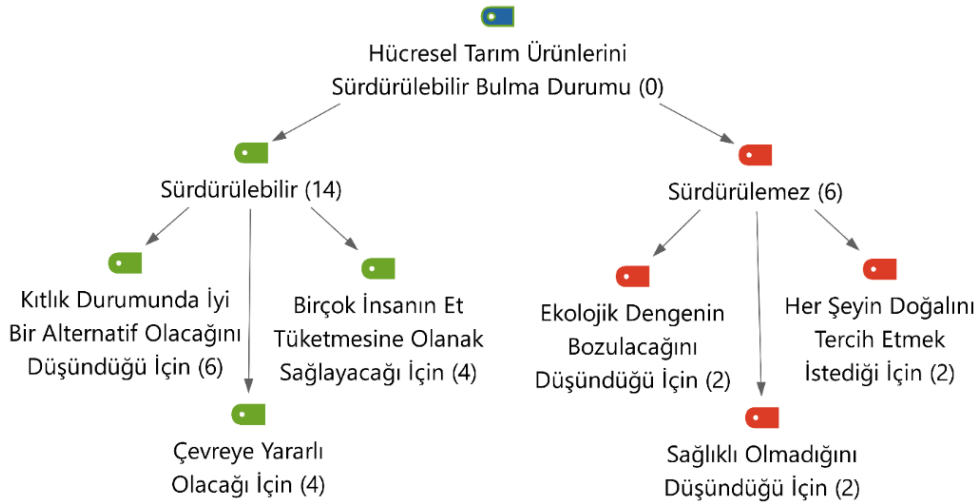 Hücresel Tarım Ürünlerini
Sürdürülebilir Bulma Durumu (0)
Sürdürülebilir (14)
Sürdürülemez (6)
Kıtlık Durumunda İyi
Bir Alternatif Olacağını
Düşündüğü İçin (6)
Birçok İnsanın Et
Tüketmesine Olanak
Sağlayacağı İçin (4)
Ekolojik Dengenin
Bozulacağını
Düşündüğü İçin (2)
Her Şeyin Doğalını
Tercih Etmek
İstediği İçin (2)
Çevreye Yararlı
Olacağı İçin (4)
Sağlıklı Olmadığını
Düşündüğü İçin (2)